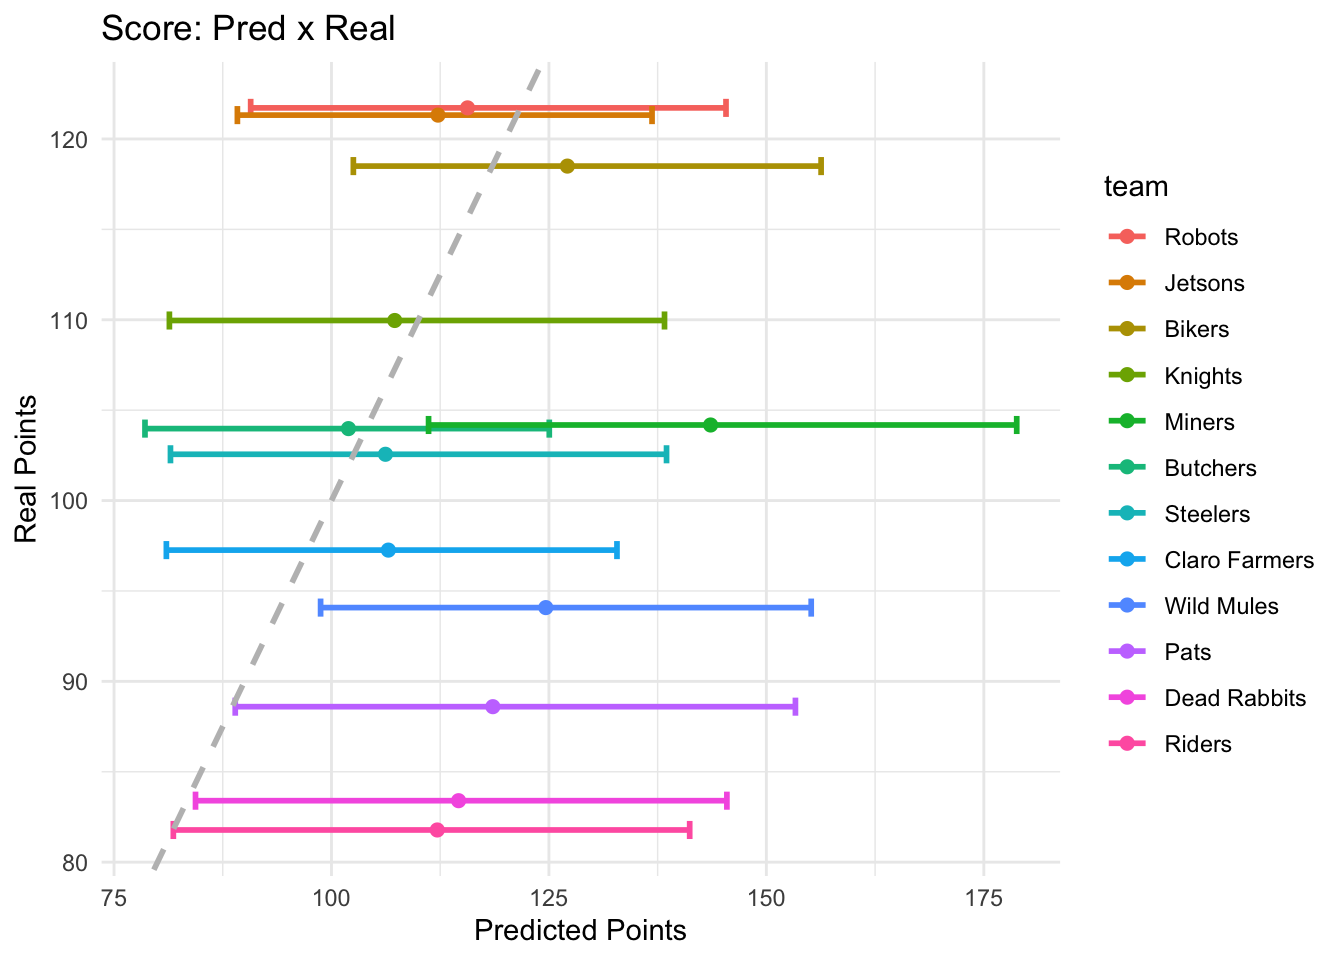 Score: Pred x Real
120
110
100
90
80
Real Points
75 100 125 150 175
Predicted Points
team
Robots
Jetsons
Bikers
Knights
Miners
Butchers
Steelers
Claro Farmers
Wild Mules
Pats
Dead Rabbits
Riders